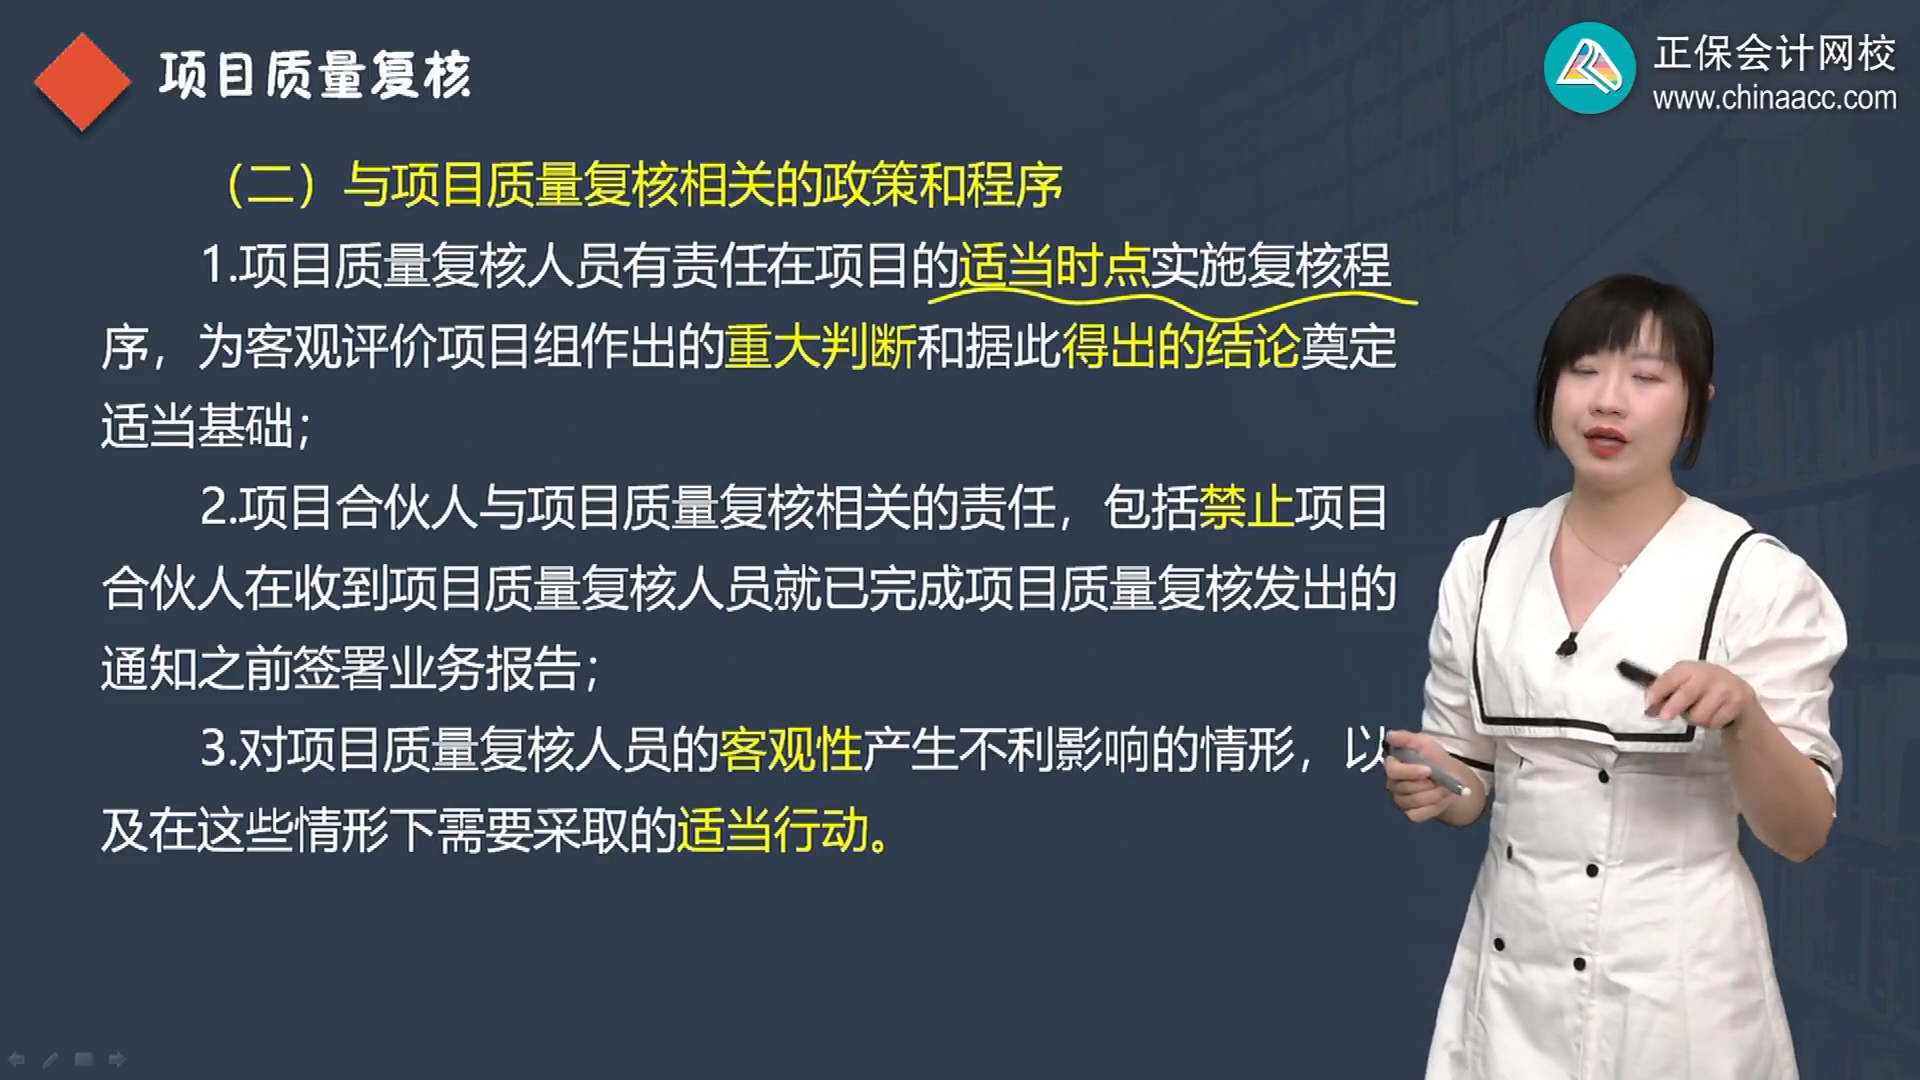 项目质量复核
正保会计网校
www.chinaacc.com
（二）与项目质量复核相关的政策和程序
1.项目质量复核人员有责任在项目的适当时点实施复核程
序，为客观评价项目组作出的重大判断和据此得出的结论奠定
适当基础；
2.项目合伙人与项目质量复核相关的责任，包括禁止项目
合伙人在收到项目质量复核人员就已完成项目质量复核发出的
通知之前签署业务报告；
3.对项目质量复核人员的客观性产生不利影响的情形，以
及在这些情形下需要采取的适当行动。